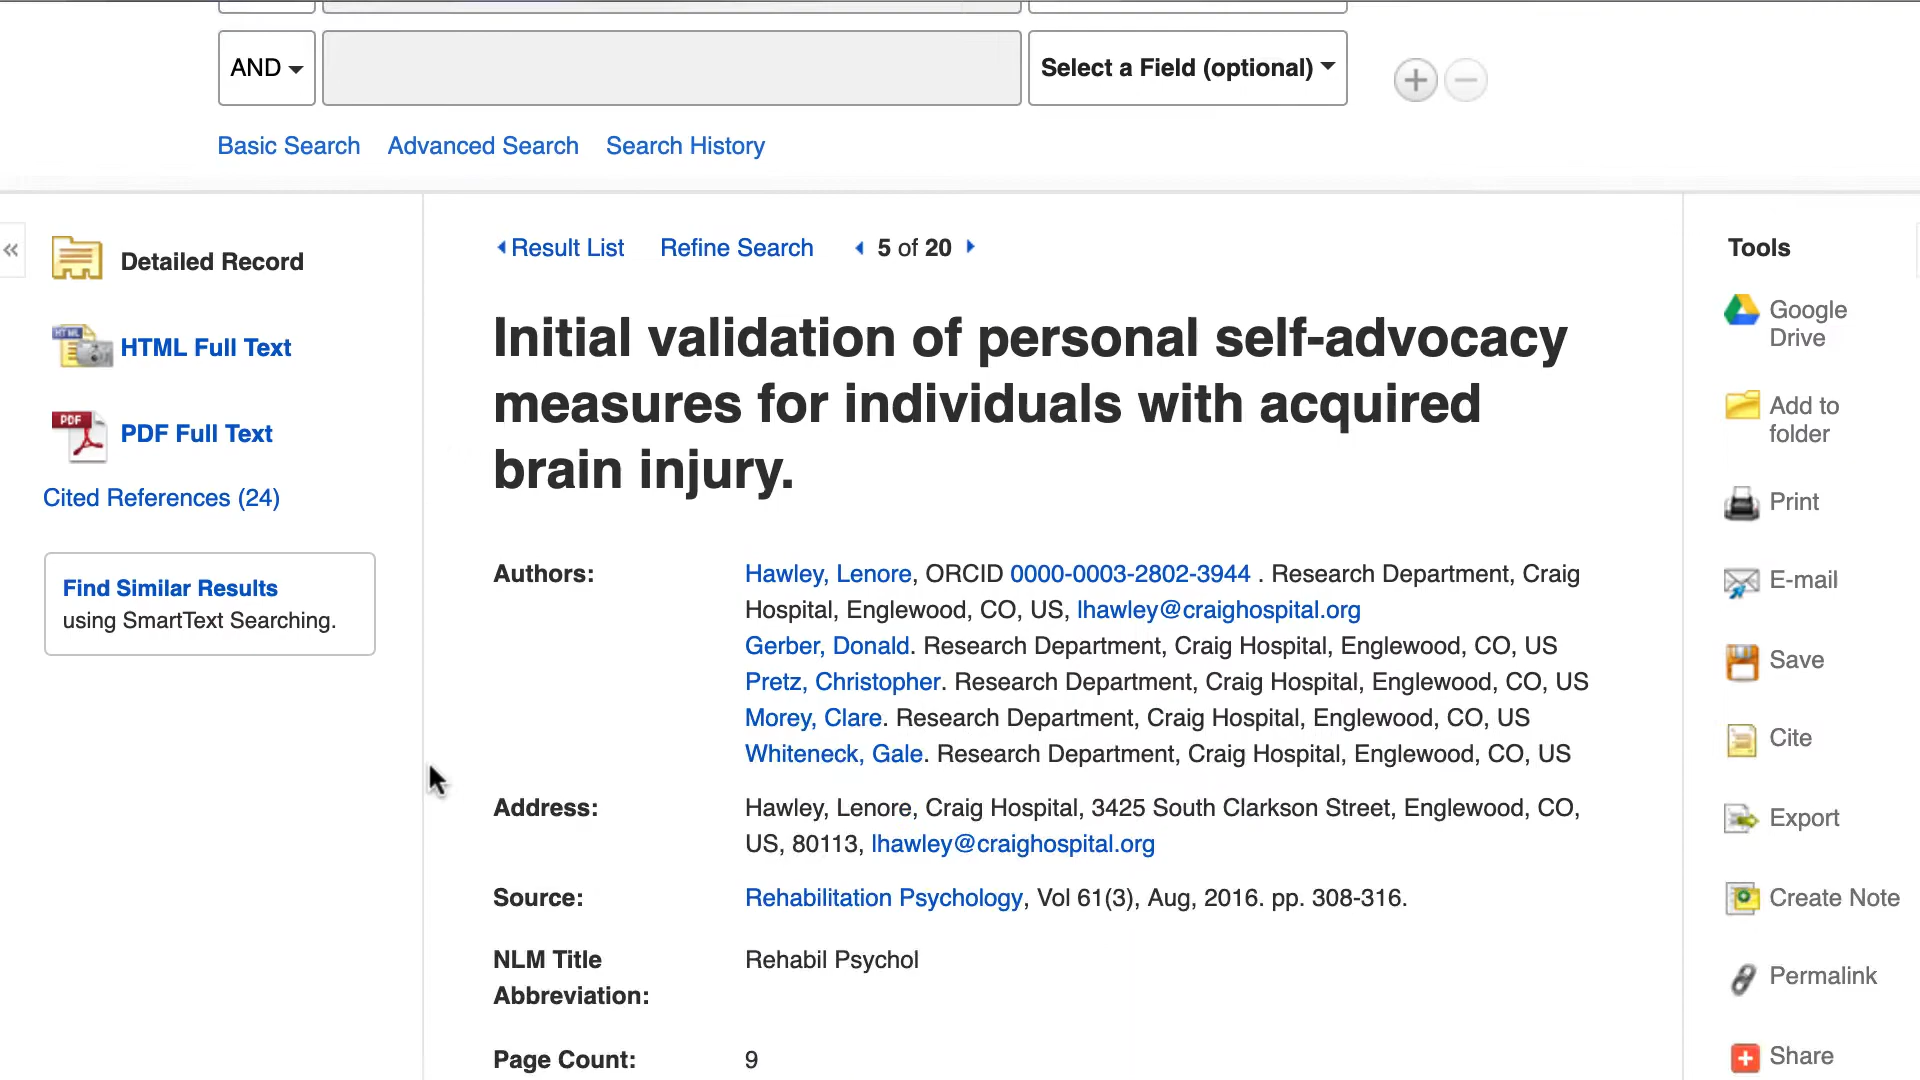 AND
Select a Field (optional)
Basic Search Advanced Search Search History
Detailed Record
HTML Full Text
PDF Full Text
Cited References (24)
Find Similar Results
using SmartText Searching.
Result List Refine Search 5 of 20
Initial validation of personal self-advocacy
measures for individuals with acquired
brain injury.
Authors: Hawley, Lenore, ORCID 0000-0003-2802-3944 . Research Department, Craig
Hospital, Englewood, CO, US, lhawley@craighospital.org
Gerber, Donald. Research Department, Craig Hospital, Englewood, CO, US
Pretz, Christopher. Research Department, Craig Hospital, Englewood, CO, US
Morey, Clare. Research Department, Craig Hospital, Englewood, CO, US
Whiteneck, Gale. Research Department, Craig Hospital, Englewood, CO, US
Address: Hawley, Lenore, Craig Hospital, 3425 South Clarkson Street, Englewood, CO,
US, 80113, lhawley@craighospital.org
Source: Rehabilitation Psychology, Vol 61(3), Aug, 2016. pp. 308-316.
NLM Title Rehabil Psychol
Abbreviation:
Page Count: 9
Tools
Google
Drive
Add to
folder
Print
E-mail
Save
Cite
Export
Create Note
Permalink
Share